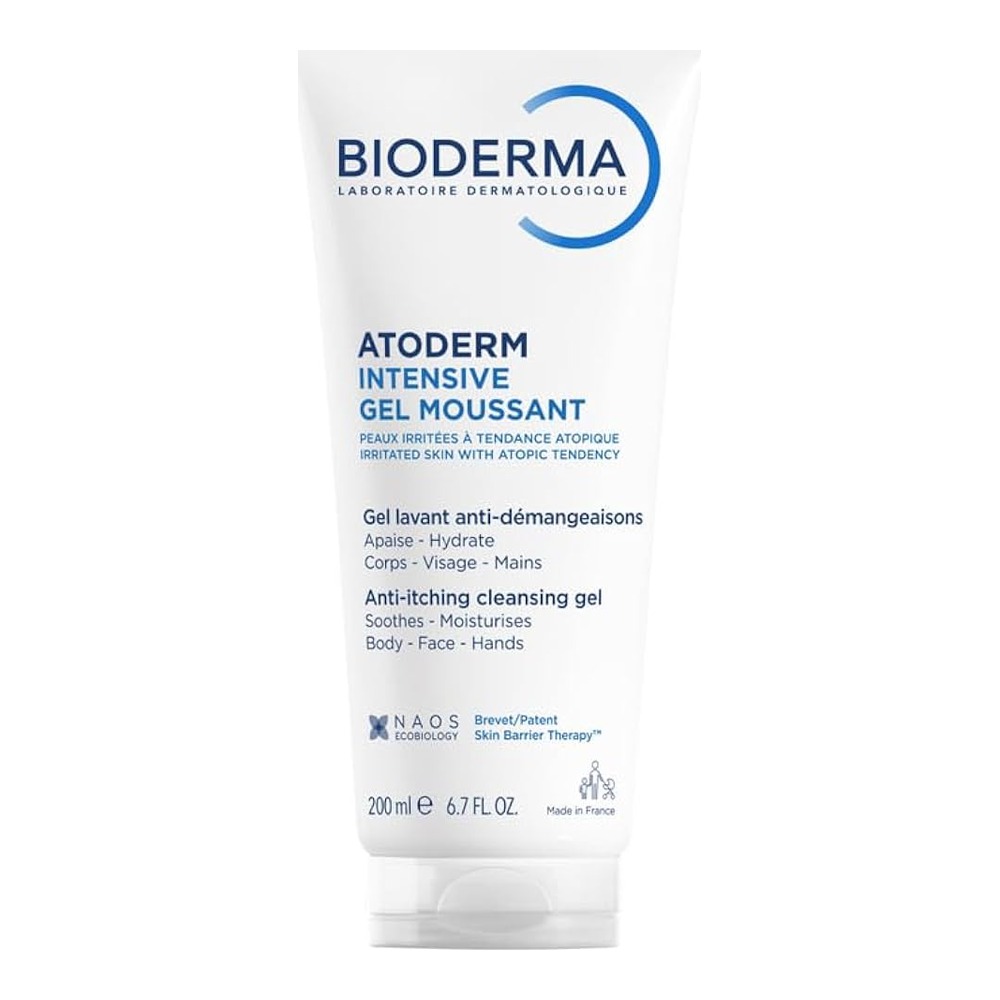 BIODERMA
LABORATOIRE DERMATOLOGIQUE
ATODERM
INTENSIVE
GEL MOUSSANT
PEAUX IRRITÉES À TENDANCE ATOPIQUE
IRRITATED SKIN WITH ATOPIC TENDENCY
Gel lavant anti-démangeaisons
Apaise - Hydrate
Corps - Visage - Mains
Anti-itching cleansing gel
Soothes - Moisturises
Body - Face - Hands
NAOS
ECOBIOLOGY
Brevet/Patent
Skin Barrier Therapy™
200 ml ℮ 6.7 FL. OZ.
Made in France